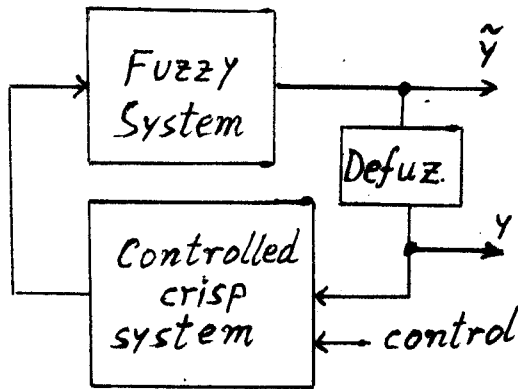 Fuzzy
System
ỹ
Defuz.
y
Controlled
crisp
system
control